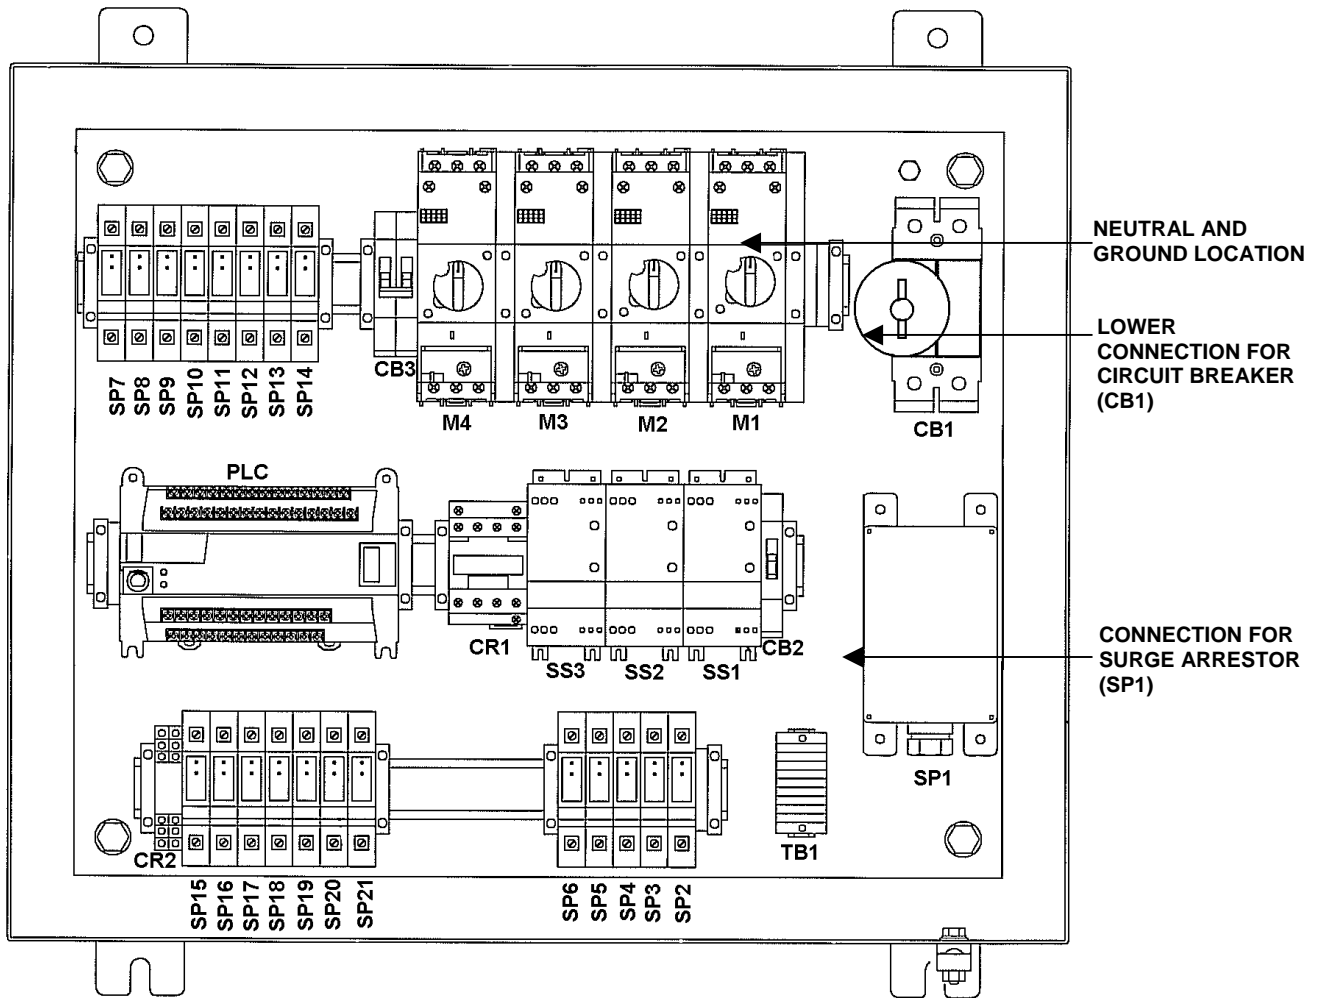 NEUTRAL AND
GROUND LOCATION
LOWER
CONNECTION FOR
CIRCUIT BREAKER
(CB1)
CB3
SP7
SP8
SP9
SP10
SP11
SP12
SP13
SP14
M4
M3
M2
M1
CB1
PLC
CR1
SS3
SS2
SS1
CB2
CONNECTION FOR
SURGE ARRESTOR
(SP1)
SP1
CR2
TB1
SP15
SP16
SP17
SP18
SP19
SP20
SP21
SP6
SP5
SP4
SP3
SP2